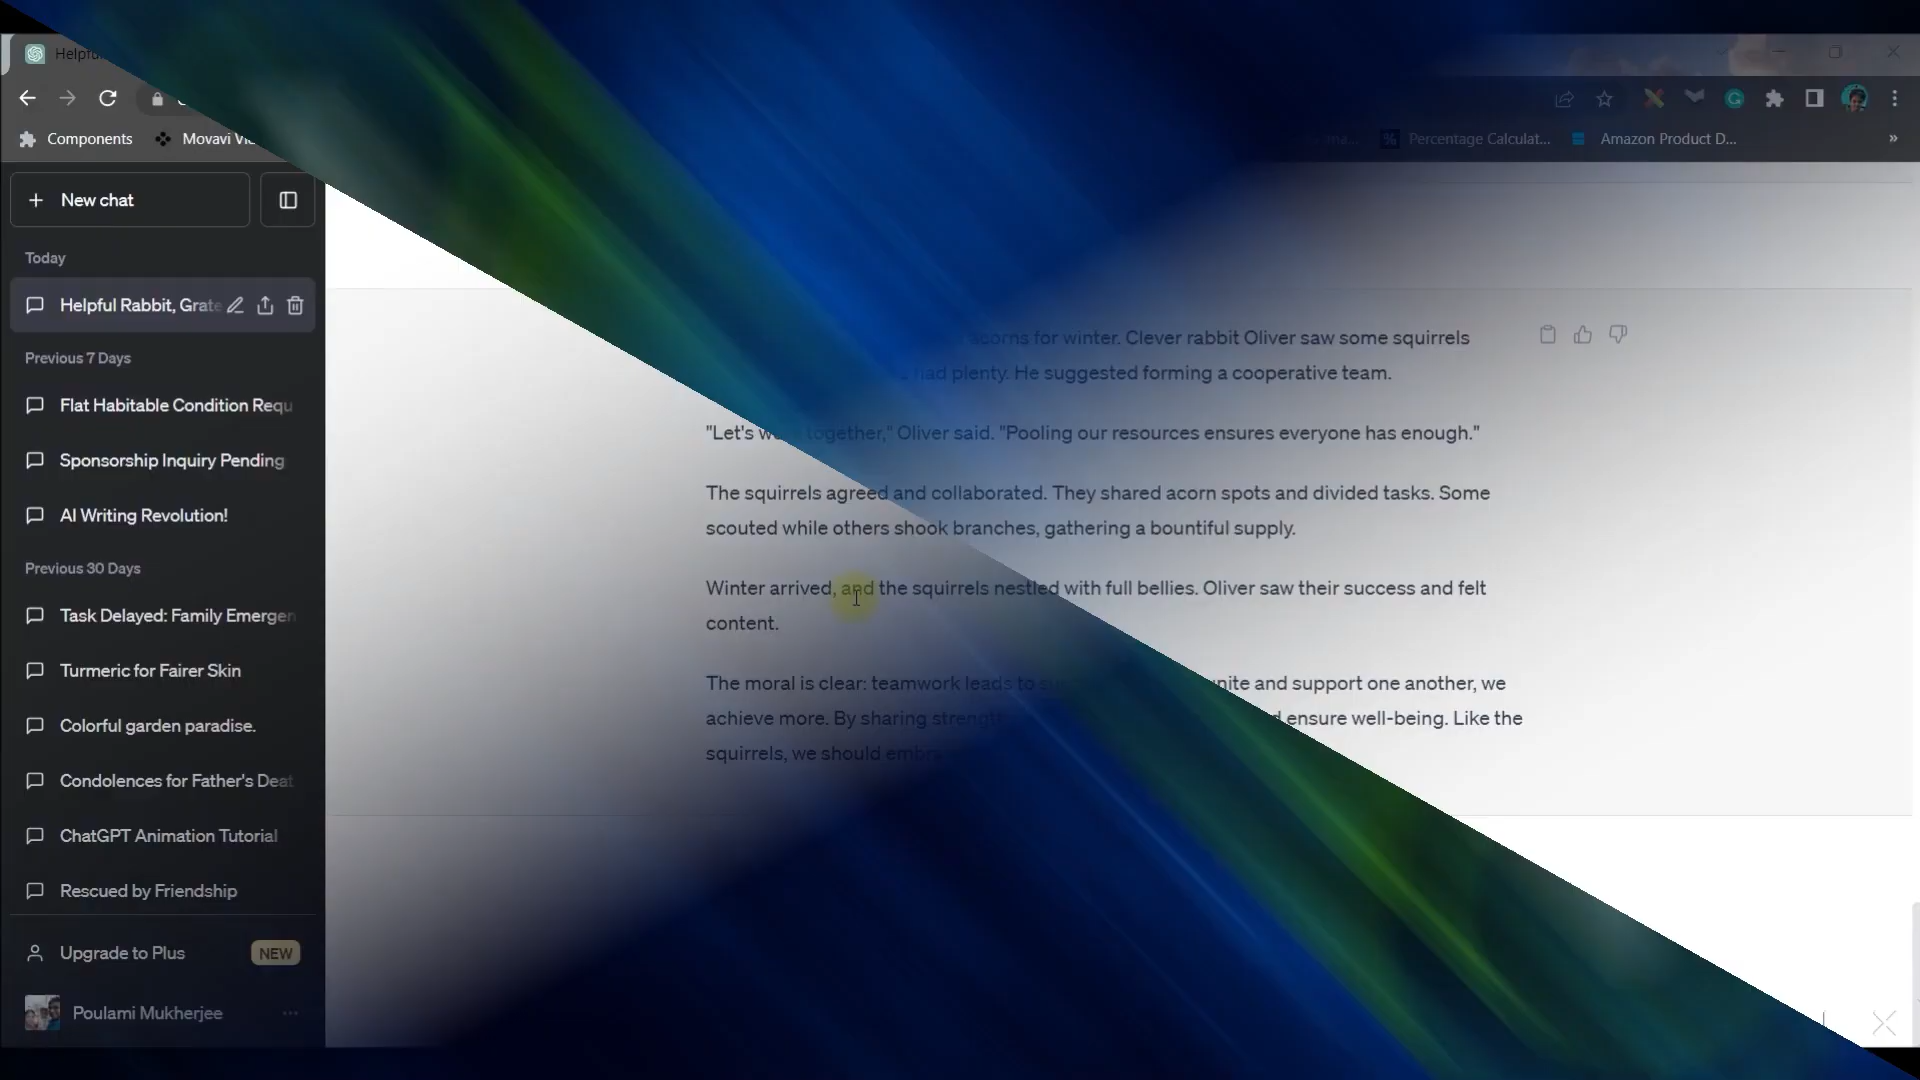 Helpful
Components
Movavi Vi
Percentage Calculat...
Amazon Product D...
»
New chat
Today
Helpful Rabbit, Grate
Previous 7 Days
Flat Habitable Condition Requ
Sponsorship Inquiry Pending
AI Writing Revolution!
Previous 30 Days
Task Delayed: Family Emergen
Turmeric for Fairer Skin
Colorful garden paradise.
Condolences for Father's Deat
ChatGPT Animation Tutorial
Rescued by Friendship
Upgrade to Plus
NEW
Poulami Mukherjee
acorns for winter. Clever rabbit Oliver saw some squirrels
had plenty. He suggested forming a cooperative team.
"Let's together," Oliver said. "Pooling our resources ensures everyone has enough."
The squirrels agreed and collaborated. They shared acorn spots and divided tasks. Some
scouted while others shook branches, gathering a bountiful supply.
Winter arrived, and the squirrels nestled with full bellies. Oliver saw their success and felt
content.
The moral is clear: teamwork leads to nite and support one another, we
achieve more. By sharing strengt ensure well-being. Like the
squirrels, we should embra